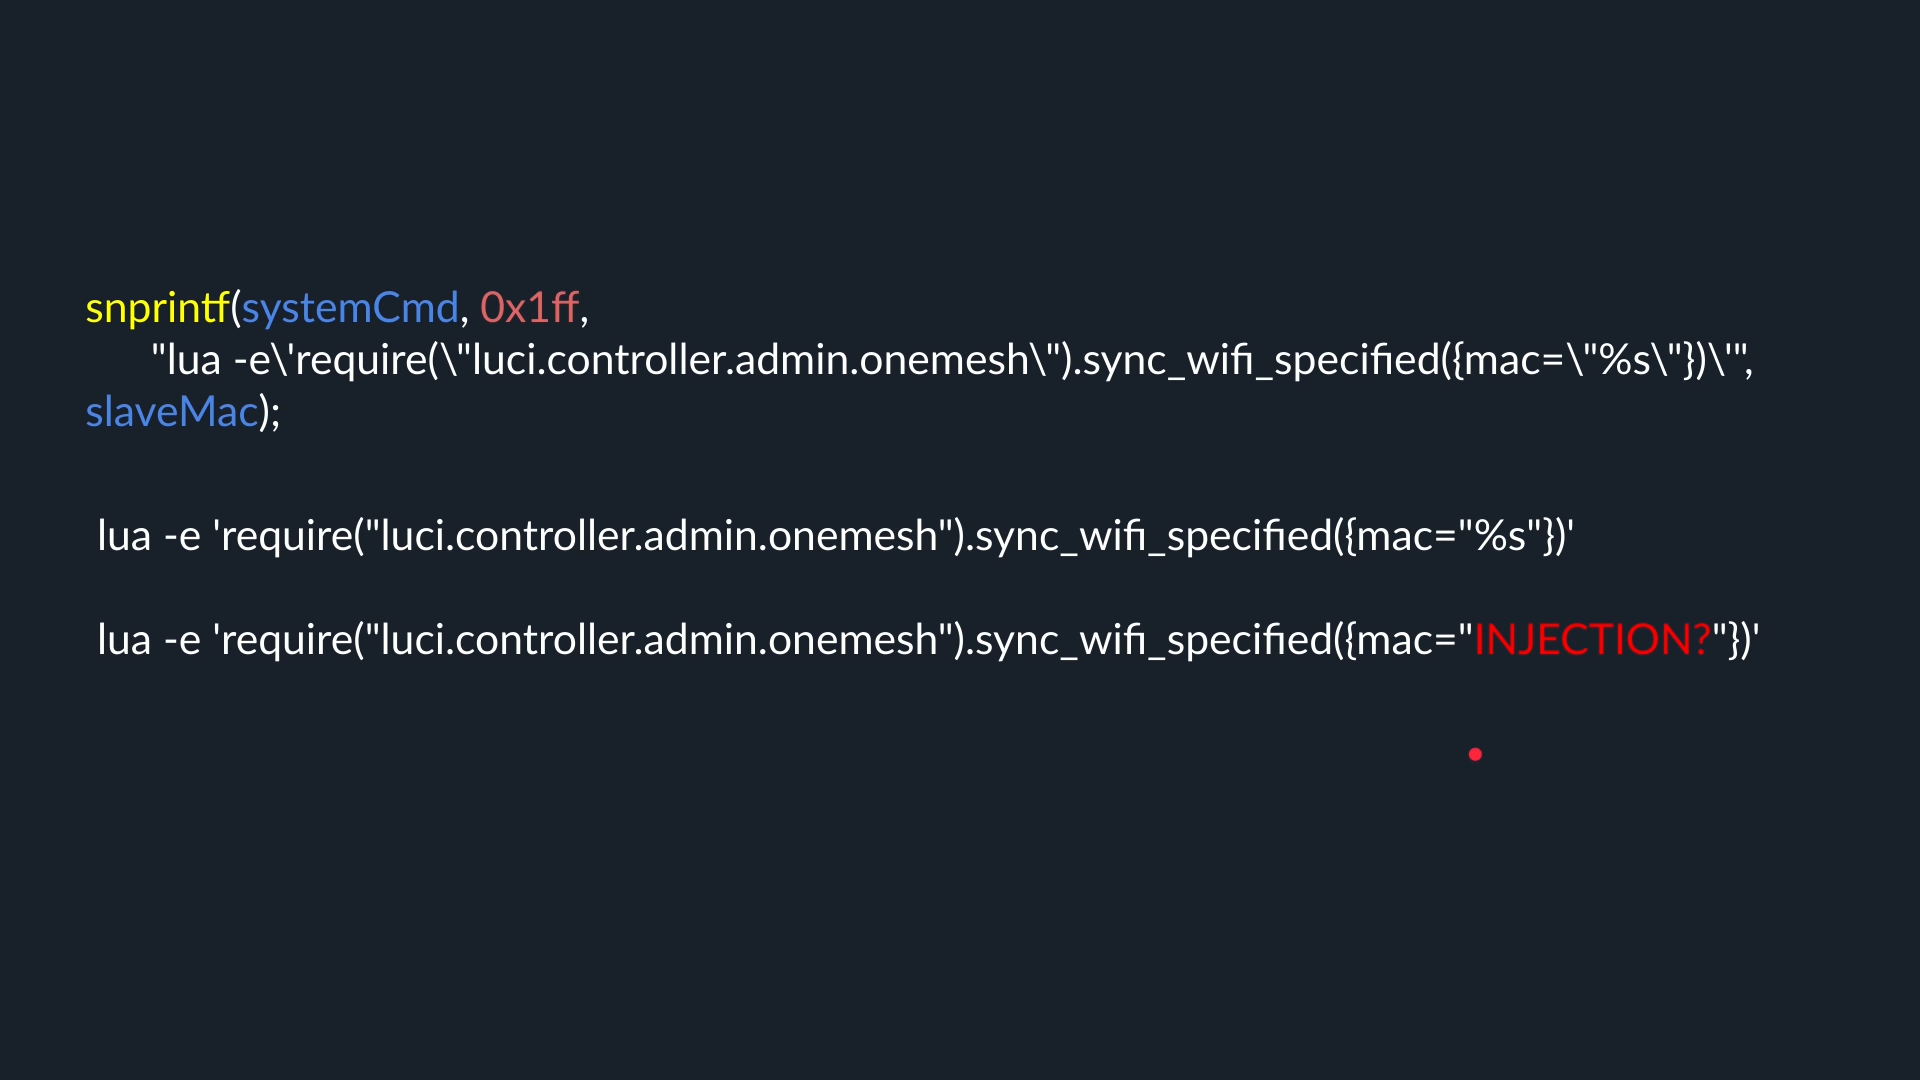 snprintf(systemCmd, 0x1ff,
"lua -e\'require(\"luci.controller.admin.onemesh\").sync_wifi_specified({mac=\"%s\"})\'",
slaveMac);
lua -e 'require("luci.controller.admin.onemesh").sync_wifi_specified({mac="%s"})'
lua -e 'require("luci.controller.admin.onemesh").sync_wifi_specified({mac="INJECTION?"})'